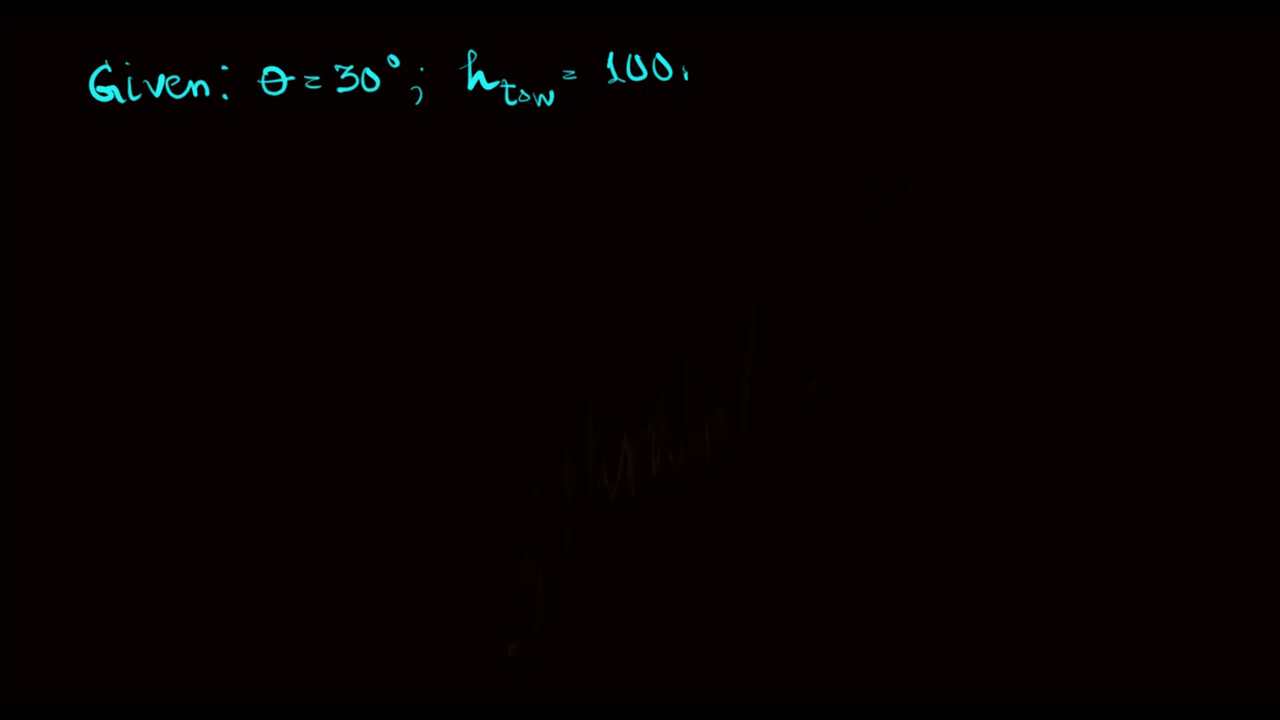 Given: θ = 30°; h_tow = 100